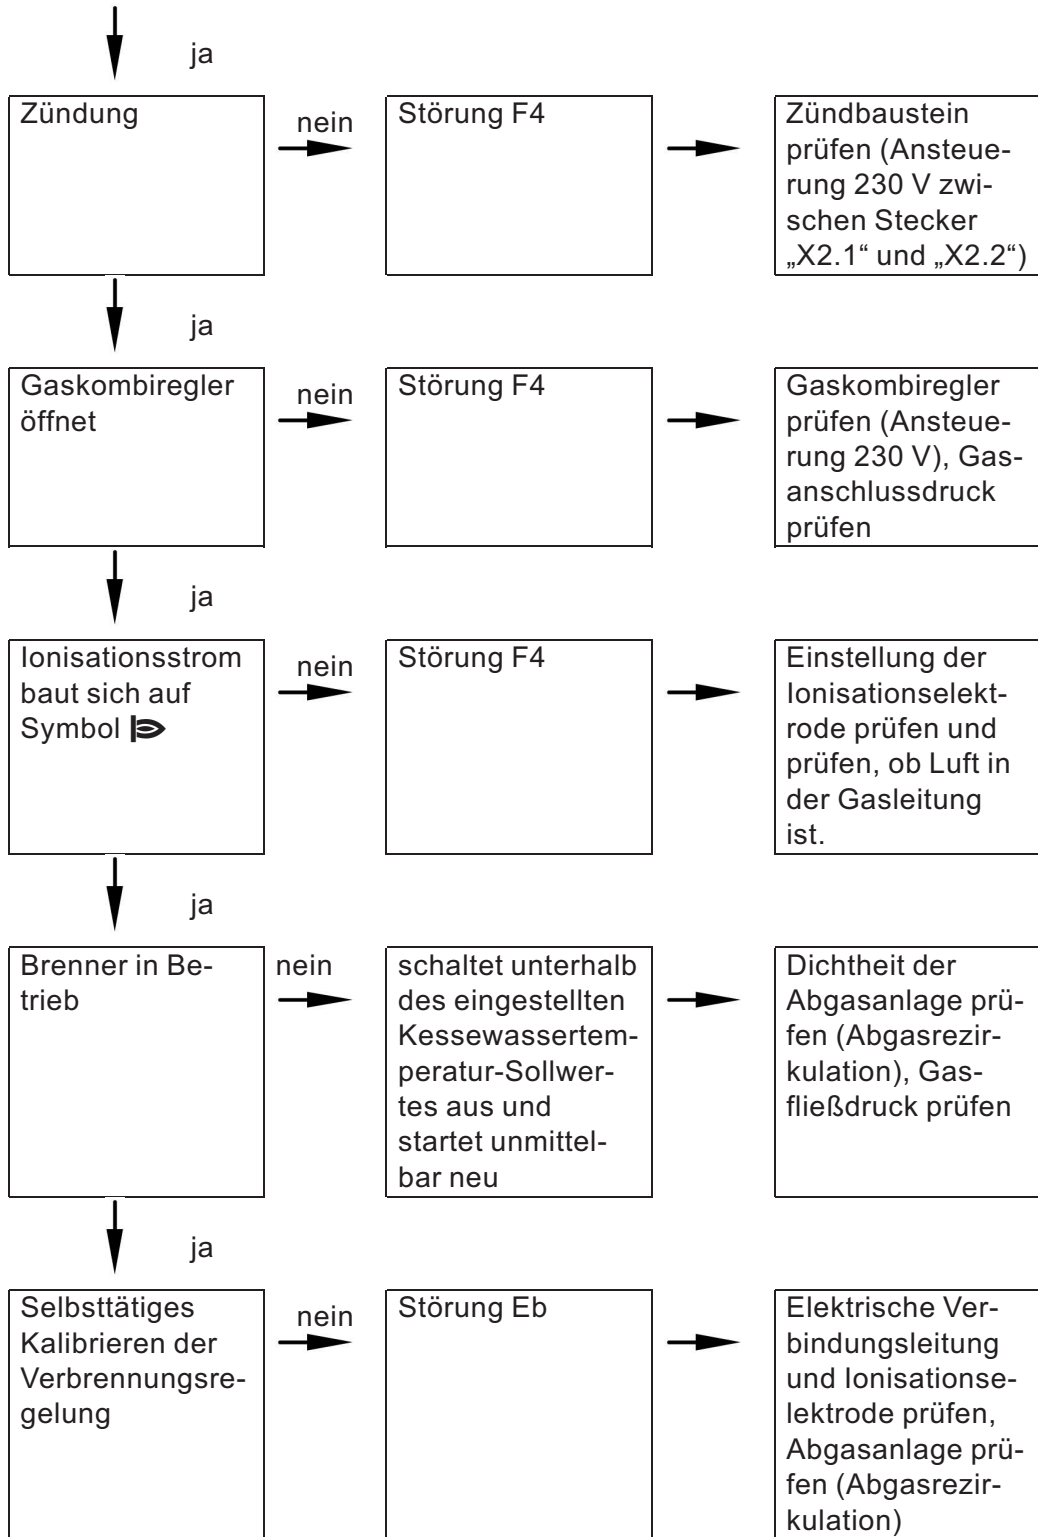 ja
Zündung
nein
Störung F4
Zündbaustein
prüfen (Ansteue-
rung 230 V zwi-
schen Stecker
„X2.1“ und „X2.2“)
ja
Gaskombiregler
öffnet
nein
Störung F4
Gaskombiregler
prüfen (Ansteue-
rung 230 V), Gas-
anschlussdruck
prüfen
ja
Ionisationsstrom
baut sich auf
Symbol
nein
Störung F4
Einstellung der
Ionisationselekt-
rode prüfen und
prüfen, ob Luft in
der Gasleitung
ist.
ja
Brenner in Be-
trieb
nein
schaltet unterhalb
des eingestellten
Kessewassertem-
peratur-Sollwer-
tes aus und
startet unmittel-
bar neu
Dichtheit der
Abgasanlage prü-
fen (Abgasrezir-
kulation), Gas-
fließdruck prüfen
ja
Selbsttätiges
Kalibrieren der
Verbrennungsre-
gelung
nein
Störung Eb
Elektrische Ver-
bindungsleitung
und Ionisationse-
lektrode prüfen,
Abgasanlage prü-
fen (Abgasrezir-
kulation)